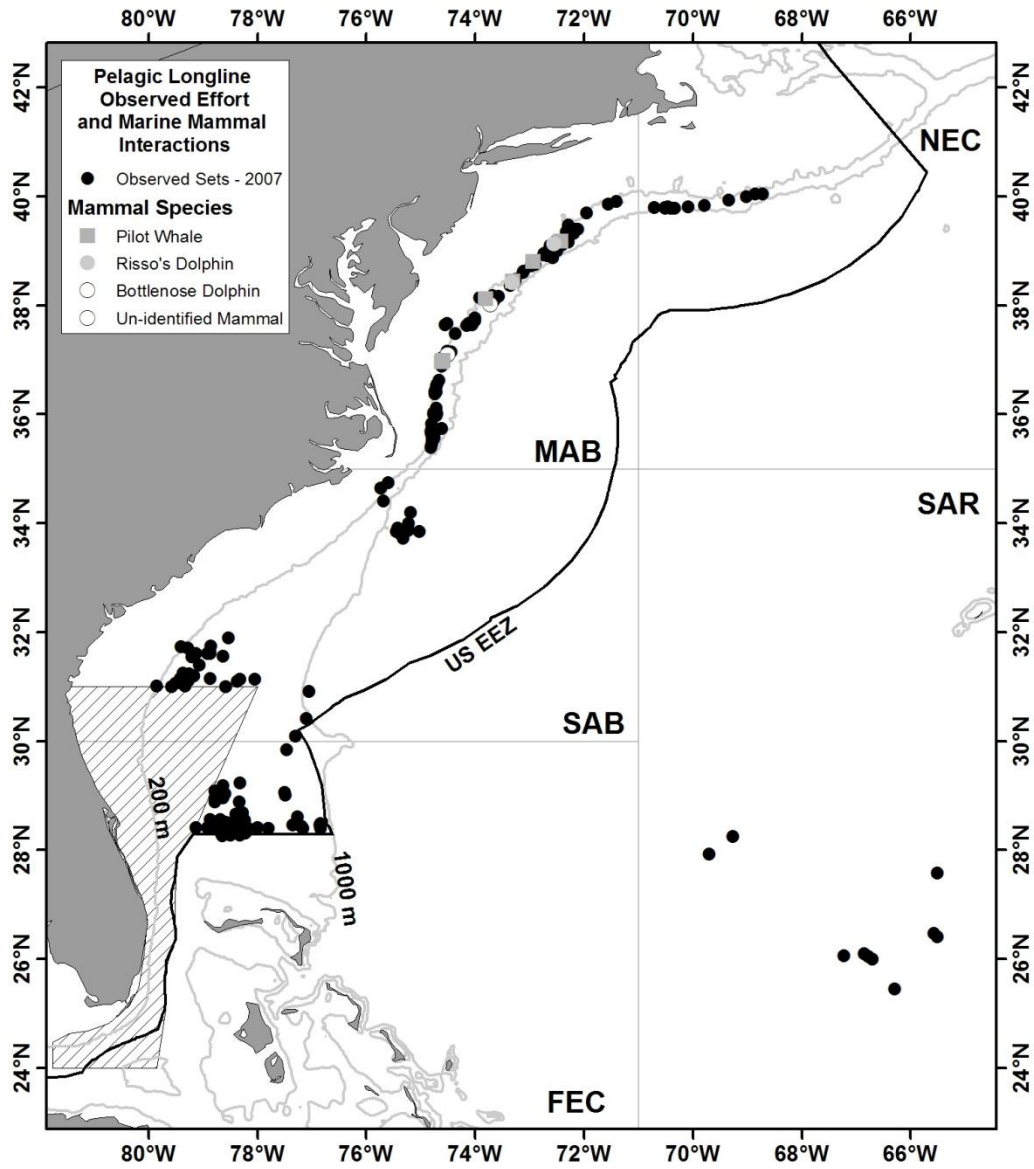 80°W 78°W 76°W 74°W 72°W 70°W 68°W 66°W
Pelagic Longline
Observed Effort
and Marine Mammal
Interactions
Observed Sets - 2007
Mammal Species
Pilot Whale
Risso's Dolphin
Bottlenose Dolphin
Un-identified Mammal
42°N 42°N
NEC
40°N 40°N
38°N 38°N
36°N 36°N
MAB
SAR
34°N 34°N
32°N 32°N
US EEZ
SAB
30°N 30°N
200 m
28°N 28°N
1000 m
26°N 26°N
24°N 24°N
FEC
80°W 78°W 76°W 74°W 72°W 70°W 68°W 66°W